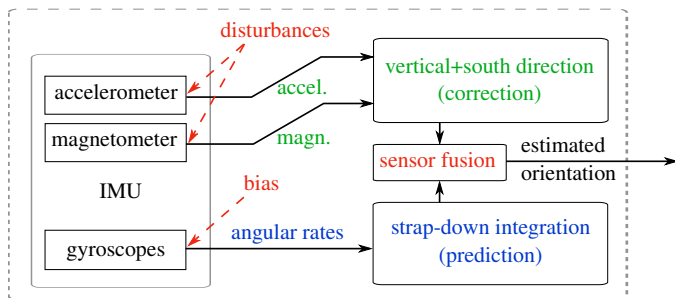 disturbances
accelerometer
magnetometer
IMU
gyroscopes
bias
accel.
magn.
angular rates
vertical+south direction
(correction)
sensor fusion
estimated
orientation
strap-down integration
(prediction)